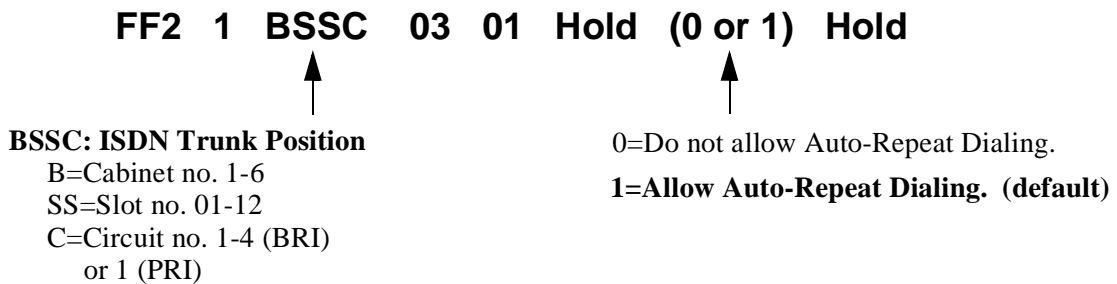 FF2 1 BSSC 03 01 Hold (0 or 1) Hold
BSSC: ISDN Trunk Position
B=Cabinet no. 1-6
SS=Slot no. 01-12
C=Circuit no. 1-4 (BRI)
or 1 (PRI)
0=Do not allow Auto-Repeat Dialing.
1=Allow Auto-Repeat Dialing. (default)